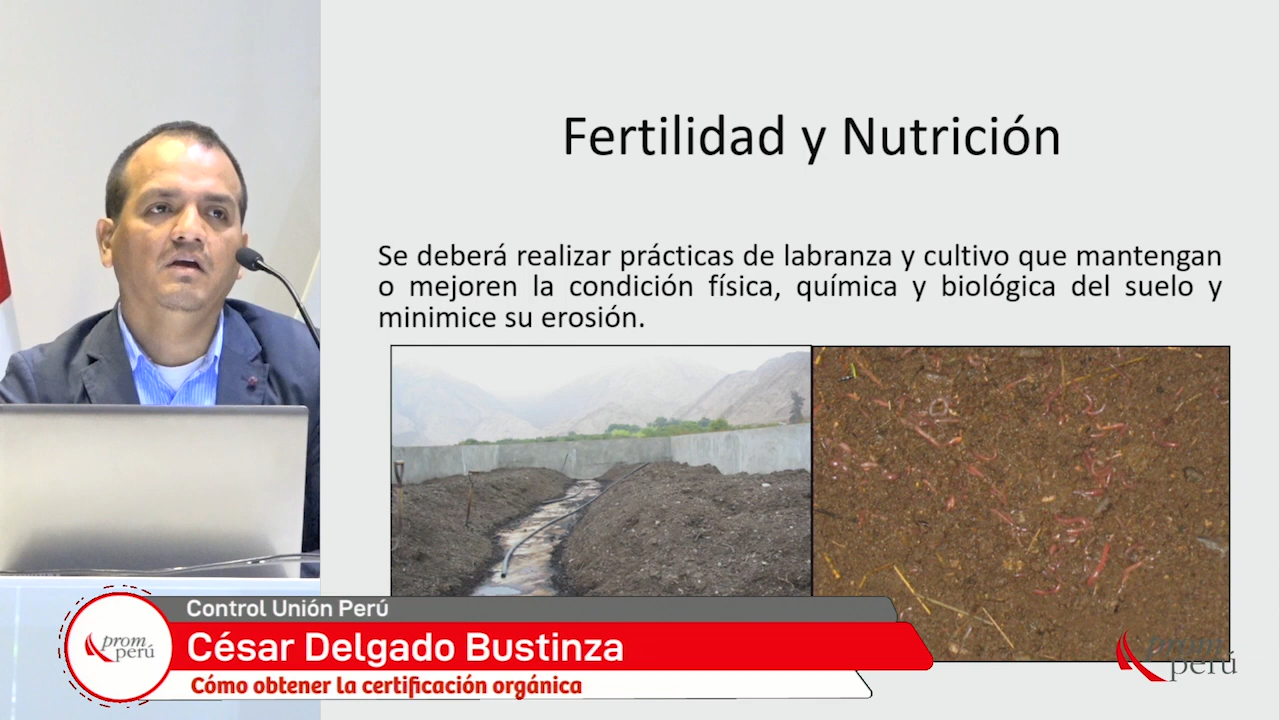 Fertilidad y Nutrición
Se deberá realizar prácticas de labranza y cultivo que mantengan
o mejoren la condición física, química y biológica del suelo y
minimice su erosión.
Control Unión Perú
César Delgado Bustinza
Cómo obtener la certificación orgánica
prom
perú
prom
perú